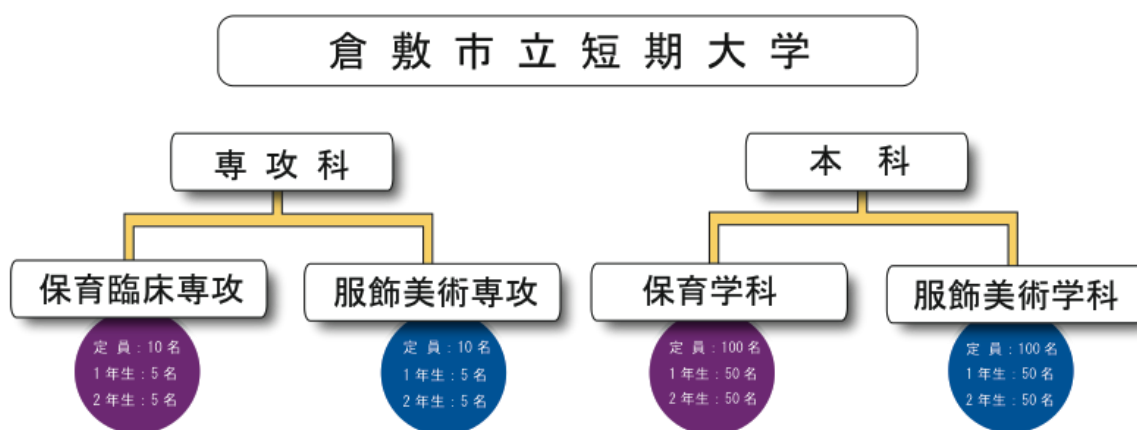 倉敷市立短期大学
専攻科
本科
保育臨床専攻
定員:10名
1年生:5名
2年生:5名
服飾美術専攻
定員:10名
1年生:5名
2年生:5名
保育学科
定員:100名
1年生:50名
2年生:50名
服飾美術学科
定員:100名
1年生:50名
2年生:50名